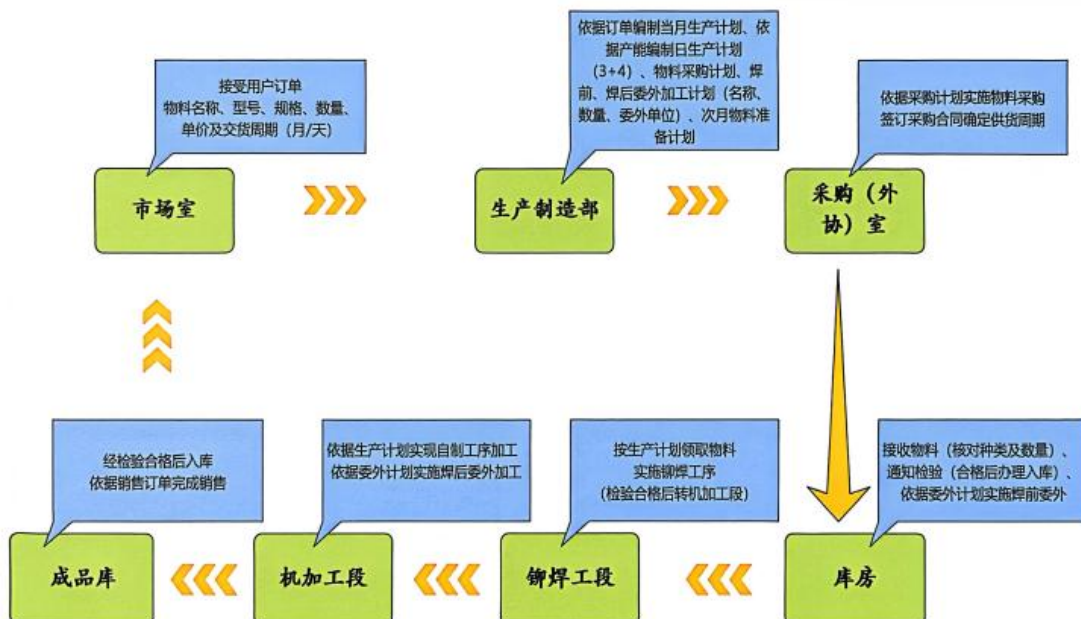 接受用户订单
物料名称、型号、规格、数量、
单价及交货周期（月/天）
市场室
依据订单编制当月生产计划、依
据产能编制日生产计划
（3+4）、物料采购计划、焊
前、焊后委外加工计划（名称、
数量、委外单位）、次月物料准
备计划
生产制造部
依据采购计划实施物料采购
签订采购合同确定供货周期
采购（外
协）室
经检验合格后入库
依据销售订单完成销售
成品库
依据生产计划实现自制工序加工
依据委外计划实施焊后委外加工
机加工段
按生产计划领取物料
实施铆焊工序
（检验合格后转机加工段）
铆焊工段
接收物料（核对种类及数量）、
通知检验（合格后办理入库）、
依据委外计划实施焊前委外
库房